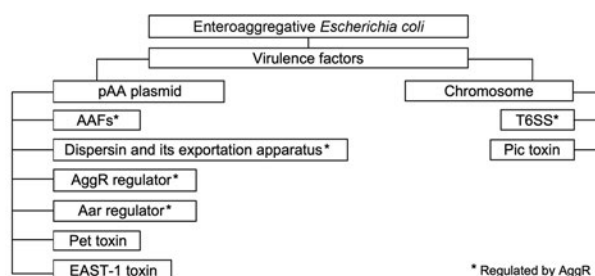 Enteroaggregative Escherichia coli
Virulence factors
pAA plasmid
Chromosome
AAFs*
T6SS*
Dispersin and its exportation apparatus*
Pic toxin
AggR regulator*
Aar regulator*
Pet toxin
EAST-1 toxin
* Regulated by AggR